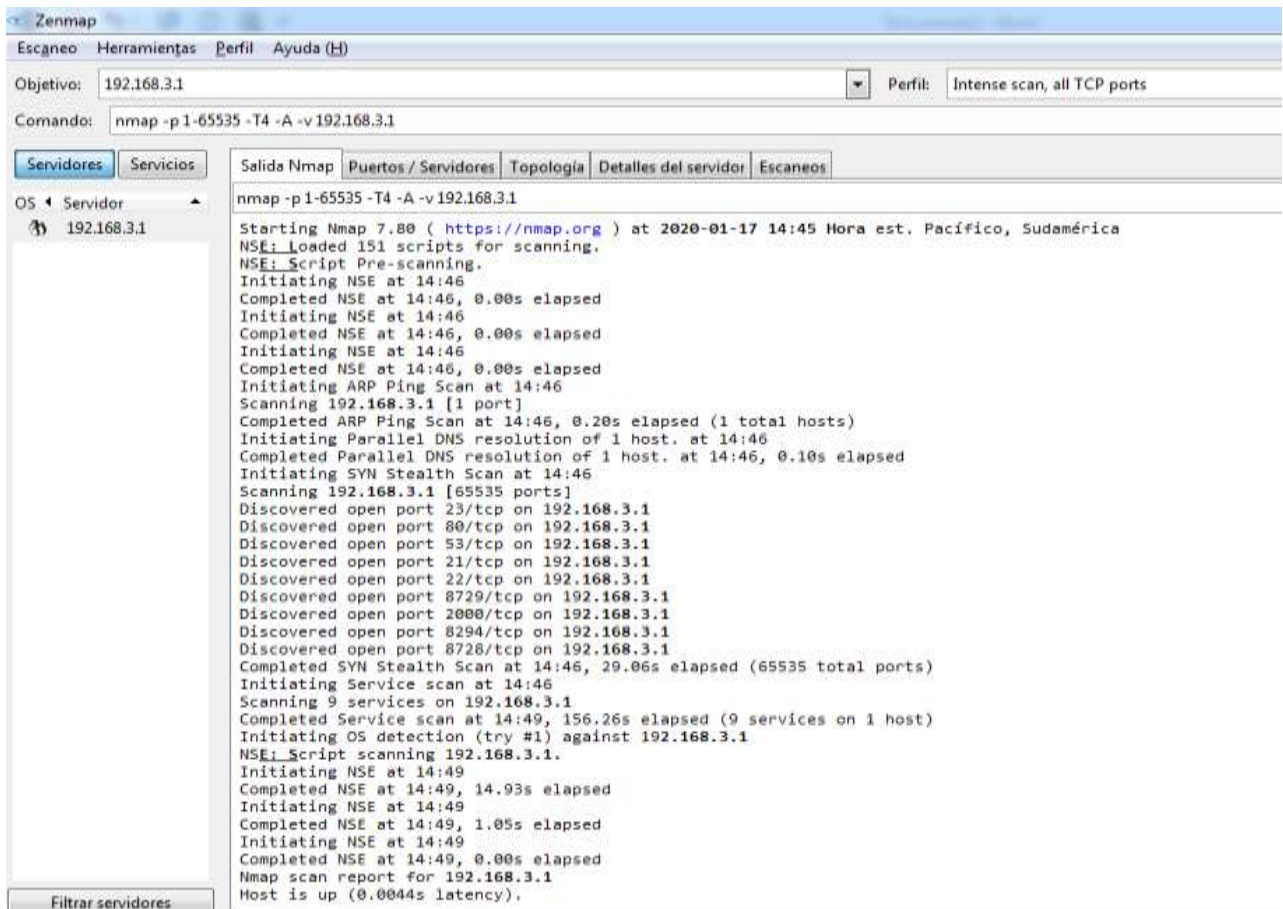 Zenmap
Escaneo Herramientas Perfil Ayuda (H)
Objetivo: 192.168.3.1 Perfil: Intense scan, all TCP ports
Comando: nmap -p 1-65535 -T4 -A -v 192.168.3.1
Servidores Servicios Salida Nmap Puertos / Servidores Topología Detalles del servidor Escaneos
OS Servidor
192.168.3.1
nmap -p 1-65535 -T4 -A -v 192.168.3.1
Starting Nmap 7.80 ( https://nmap.org ) at 2020-01-17 14:45 Hora est. Pacífico, Sudamérica
NSE: Loaded 151 scripts for scanning.
NSE: Script Pre-scanning.
Initiating NSE at 14:46
Completed NSE at 14:46, 0.00s elapsed
Initiating NSE at 14:46
Completed NSE at 14:46, 0.00s elapsed
Initiating NSE at 14:46
Completed NSE at 14:46, 0.00s elapsed
Initiating ARP Ping Scan at 14:46
Scanning 192.168.3.1 [1 port]
Completed ARP Ping Scan at 14:46, 0.20s elapsed (1 total hosts)
Initiating Parallel DNS resolution of 1 host. at 14:46
Completed Parallel DNS resolution of 1 host. at 14:46, 0.10s elapsed
Initiating SYN Stealth Scan at 14:46
Scanning 192.168.3.1 [65535 ports]
Discovered open port 23/tcp on 192.168.3.1
Discovered open port 80/tcp on 192.168.3.1
Discovered open port 53/tcp on 192.168.3.1
Discovered open port 21/tcp on 192.168.3.1
Discovered open port 22/tcp on 192.168.3.1
Discovered open port 8729/tcp on 192.168.3.1
Discovered open port 2000/tcp on 192.168.3.1
Discovered open port 8294/tcp on 192.168.3.1
Discovered open port 8728/tcp on 192.168.3.1
Completed SYN Stealth Scan at 14:46, 29.06s elapsed (65535 total ports)
Initiating Service scan at 14:46
Scanning 9 services on 192.168.3.1
Completed Service scan at 14:49, 156.26s elapsed (9 services on 1 host)
Initiating OS detection (try #1) against 192.168.3.1
NSE: Script scanning 192.168.3.1.
Initiating NSE at 14:49
Completed NSE at 14:49, 14.93s elapsed
Initiating NSE at 14:49
Completed NSE at 14:49, 1.05s elapsed
Initiating NSE at 14:49
Completed NSE at 14:49, 0.00s elapsed
Nmap scan report for 192.168.3.1
Host is up (0.0044s latency).
Filtrar servidores